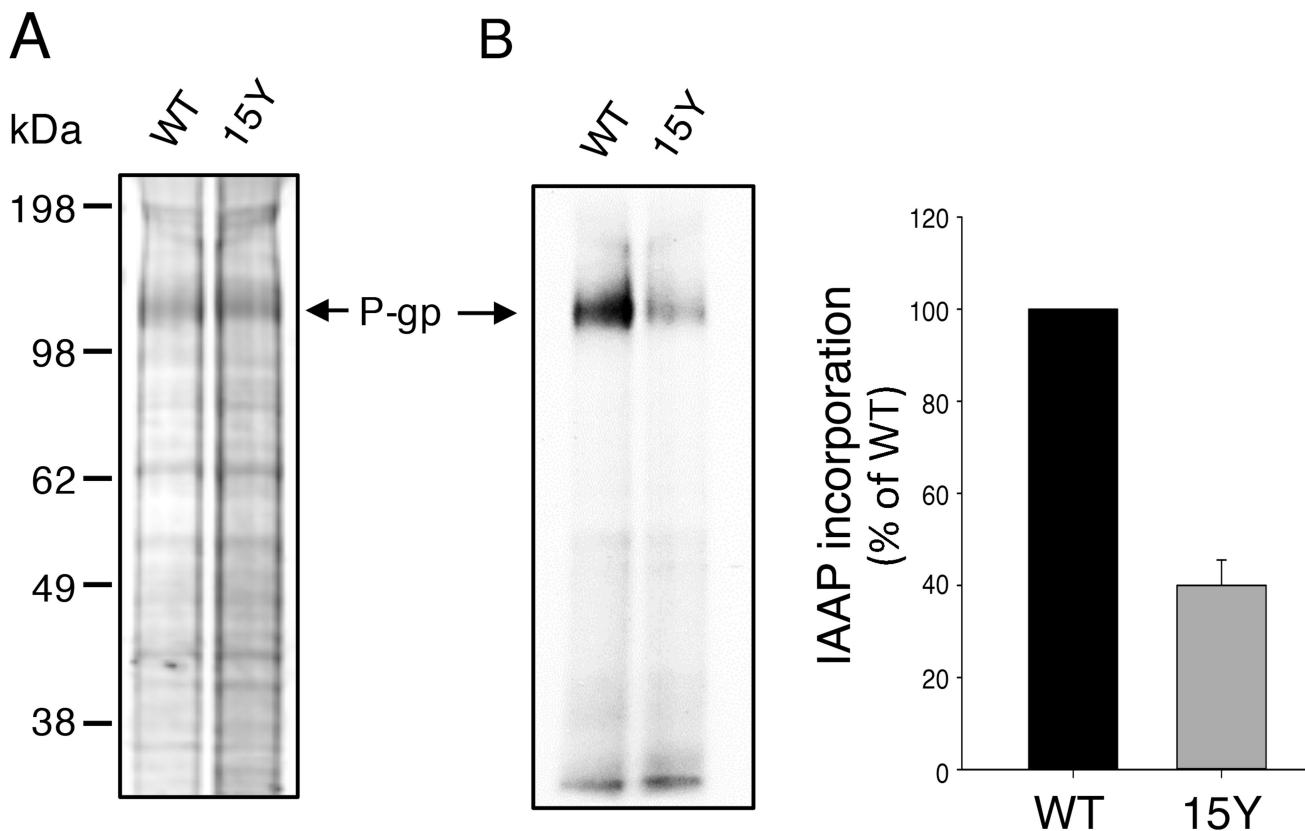 A
B
kDa
WT
15Y
198
98
62
49
38
P-gp
WT
15Y
IAAP incorporation
(% of WT)
120
100
80
60
40
20
0
WT
15Y